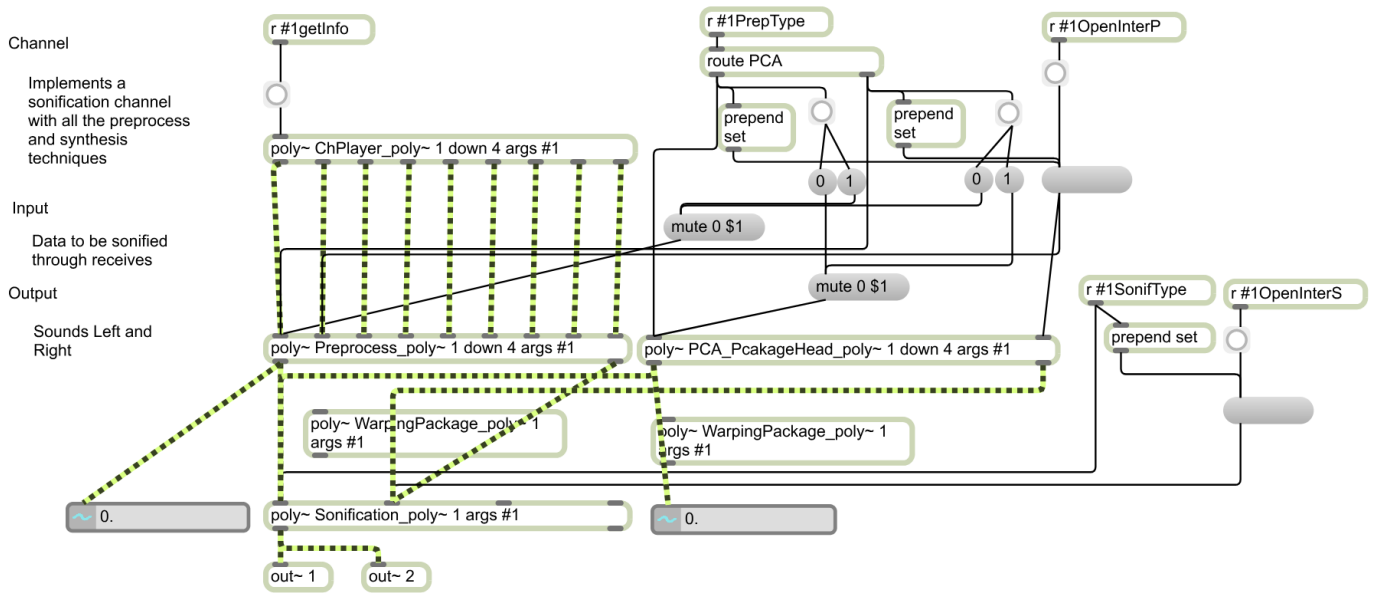 Channel
Implements a
sonification channel
with all the preprocess
and synthesis
techniques
Input
Data to be sonified
through receives
Output
Sounds Left and
Right
r #1getInfo
poly~ ChPlayer_poly~ 1 down 4 args #1
r #1PrepType
route PCA
prepend
set
0
1
prepend
set
0
1
r #1OpenInterP
mute 0 $1
mute 0 $1
poly~ Preprocess_poly~ 1 down 4 args #1
poly~ PCA_PcakageHead_poly~ 1 down 4 args #1
r #1SonifType
r #1OpenInterS
prepend set
poly~ WarpingPackage_poly~ 1
args #1
poly~ WarpingPackage_poly~ 1
args #1
~ 0.
poly~ Sonification_poly~ 1 args #1
~ 0.
out~ 1
out~ 2